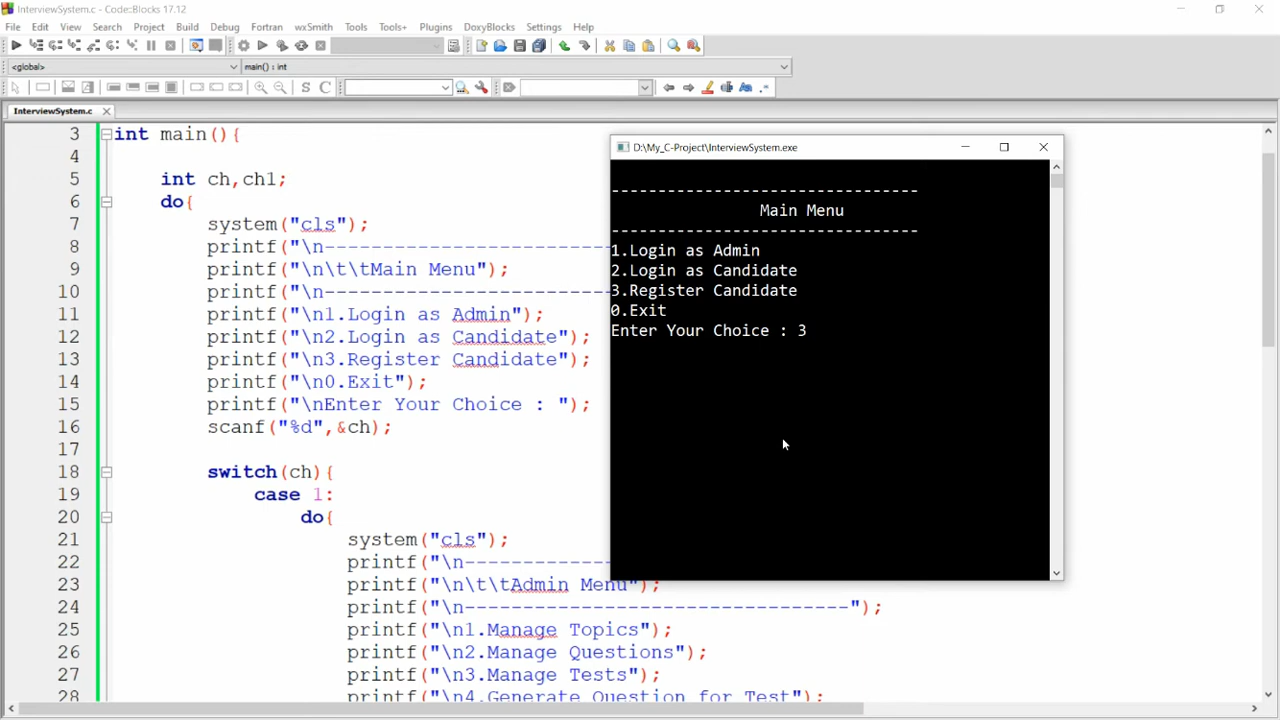 InterviewSystem.c - Code::Blocks 17.12
File Edit View Search Project Build Debug Fortran wxSmith Tools Tools+ Plugins DoxyBlocks Settings Help
<global> main() : int
S C
InterviewSystem.c
3 int main(){
4
5 int ch,ch1;
6 do{
7 system("cls");
8 printf("\n-------------------------
9 printf("\n\t\tMain Menu");
10 printf("\n-------------------------
11 printf("\n1.Login as Admin");
12 printf("\n2.Login as Candidate");
13 printf("\n3.Register Candidate");
14 printf("\n0.Exit");
15 printf("\nEnter Your Choice : ");
16 scanf("%d",&ch);
17
18 switch(ch){
19 case 1:
20 do{
21 system("cls");
22 printf("\n-------------
23 printf("\n\t\tAdmin Menu");
24 printf("\n---------------------------------");
25 printf("\n1.Manage Topics");
26 printf("\n2.Manage Questions");
27 printf("\n3.Manage Tests");
28 printf("\n4.Generate Question for Test");
D:\My_C-Project\InterviewSystem.exe
---------------------------------
Main Menu
---------------------------------
1.Login as Admin
2.Login as Candidate
3.Register Candidate
0.Exit
Enter Your Choice : 3